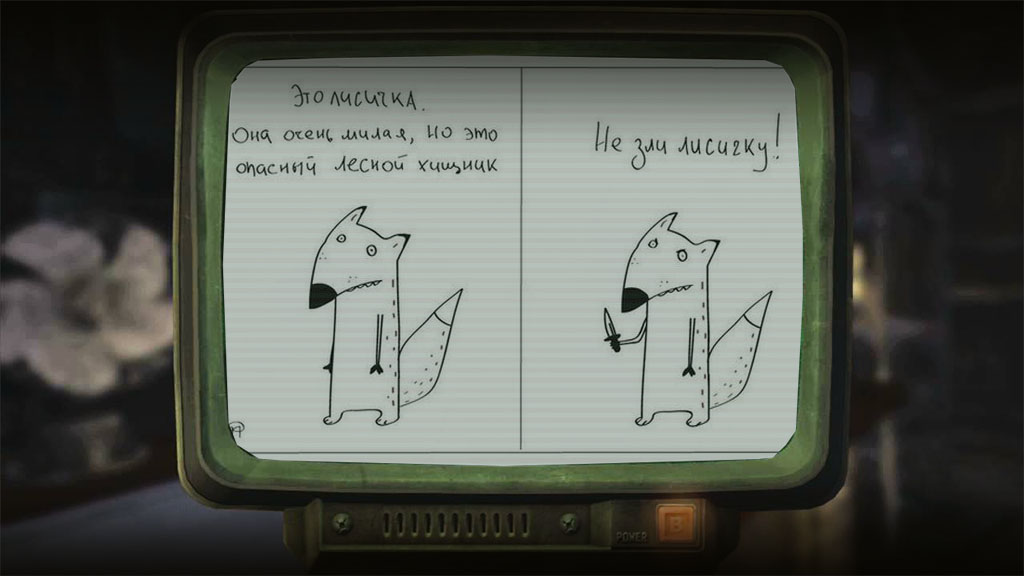 Это лисичка.
Она очень милая, но это
опасный лесной хищник
Не зли лисичку!
POWER
B